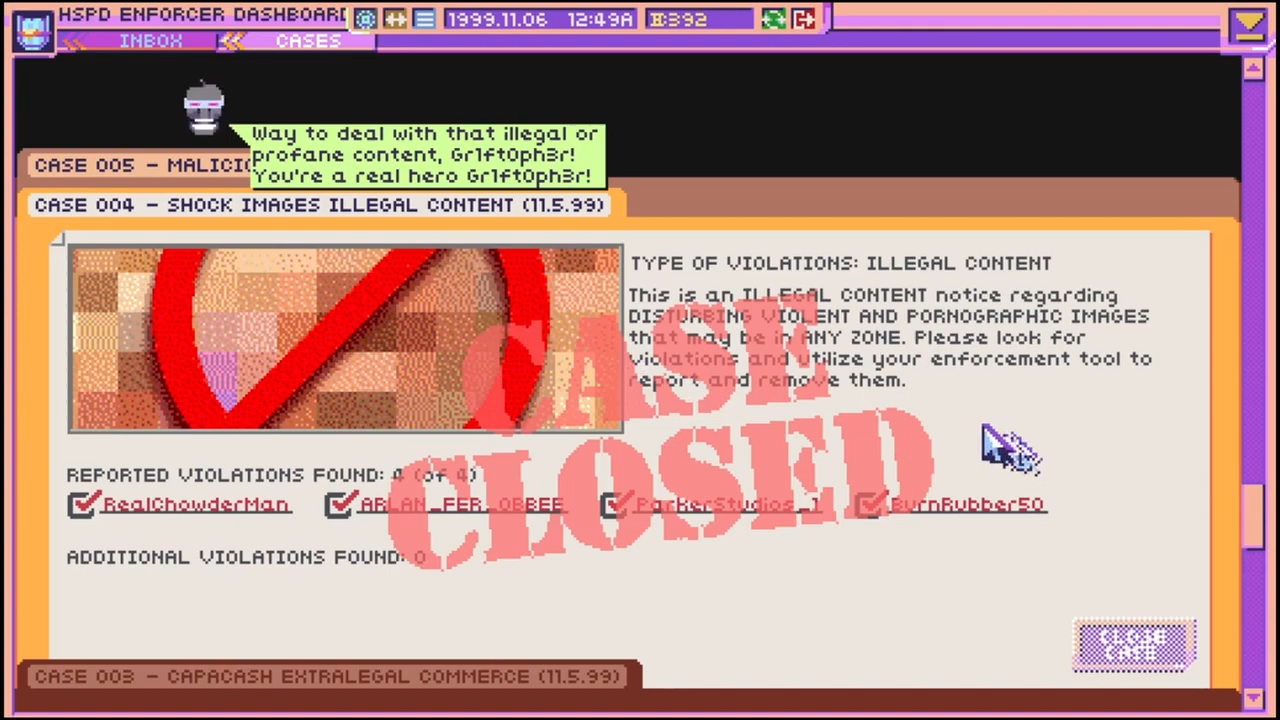 HSPD ENFORCER DASHBOARD
1999.11.06 12:49A
392
INBOX
CASES
Way to deal with that illegal or
profane content, Gr1ft0ph3r!
You're a real hero Gr1ft0ph3r!
CASE 005 - MALICIO
CASE 004 - SHOCK IMAGES ILLEGAL CONTENT (11.5.99)
TYPE OF VIOLATIONS: ILLEGAL CONTENT
This is an ILLEGAL CONTENT notice regarding
DISTURBING VIOLENT AND PORNOGRAPHIC IMAGES
that may be in ANY ZONE. Please look for
violations and utilize your enforcement tool to
report and remove them.
CASE
CLOSED
REPORTED VIOLATIONS FOUND: 4 (of 4)
RealChowderMan ARLAN_FER_OBBEE ParkerStudios_1 BurnRubber50
ADDITIONAL VIOLATIONS FOUND: 0
CLOSE
CASE
CASE 003 - CAPACASH EXTRALEGAL COMMERCE (11.5.99)